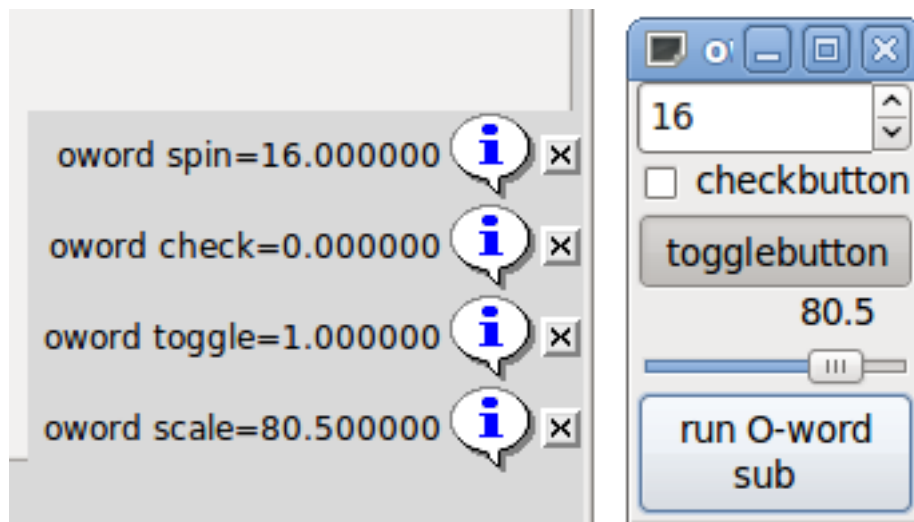 oword spin=16.000000
oword check=0.000000
oword toggle=1.000000
oword scale=80.500000
16
checkbutton
togglebutton
80.5
run O-word
sub